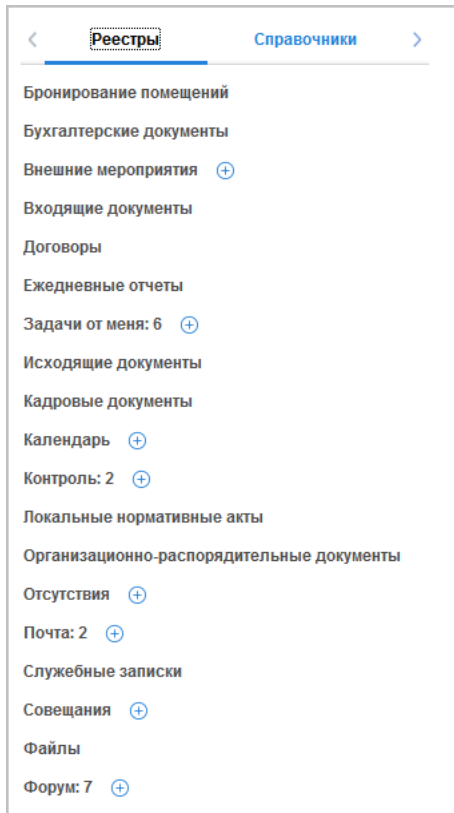 Реестры Справочники
Бронирование помещений
Бухгалтерские документы
Внешние мероприятия
Входящие документы
Договоры
Ежедневные отчеты
Задачи от меня: 6
Исходящие документы
Кадровые документы
Календарь
Контроль: 2
Локальные нормативные акты
Организационно-распорядительные документы
Отсутствия
Почта: 2
Служебные записки
Совещания
Файлы
Форум: 7